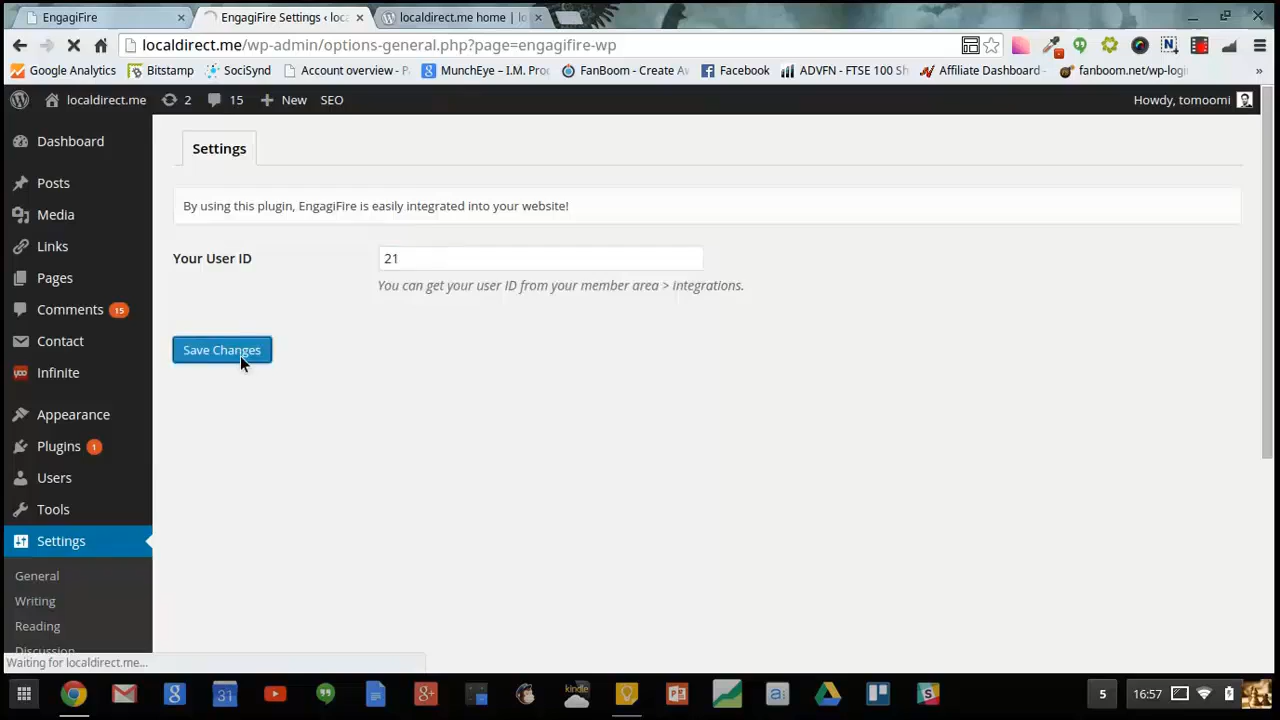 EngagiFire
EngagiFire Settings ‹ loca
localdirect.me home | lo
localdirect.me/wp-admin/options-general.php?page=engagifire-wp
Google Analytics
Bitstamp
SociSynd
Account overview - P
MunchEye – I.M. Pro
FanBoom - Create Av
Facebook
ADVFN - FTSE 100 Sh
Affiliate Dashboard -
fanboom.net/wp-logi
»
localdirect.me
2
15
New
SEO
Howdy, tomoomi
Dashboard
Posts
Media
Links
Pages
Comments 15
Contact
yoo Infinite
Appearance
Plugins 1
Users
Tools
Settings
General
Writing
Reading
Discussion
Settings
By using this plugin, EngagiFire is easily integrated into your website!
Your User ID
21
You can get your user ID from your member area > integrations.
Save Changes
Waiting for localdirect.me...
5
16:57